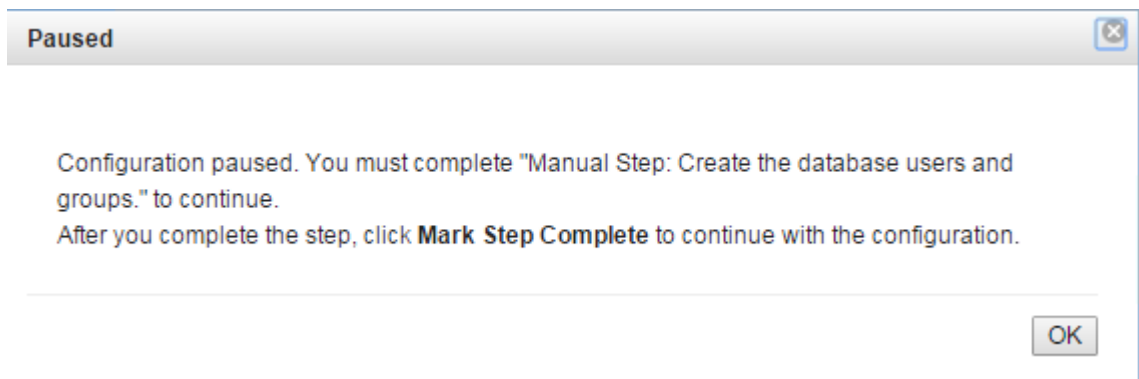 Paused
Configuration paused. You must complete "Manual Step: Create the database users and
groups." to continue.
After you complete the step, click Mark Step Complete to continue with the configuration.
OK